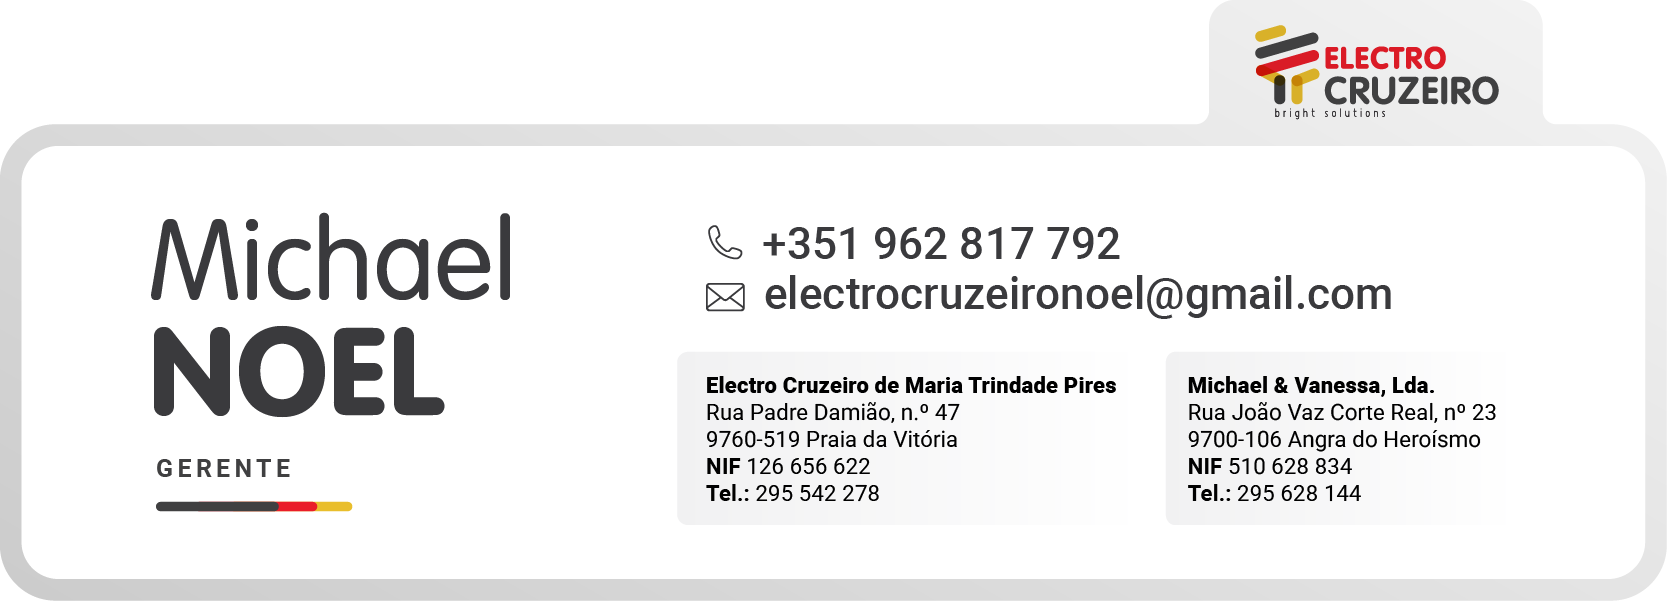 ELECTRO
CRUZEIRO
bright solutions
Michael
NOEL
GERENTE
+351 962 817 792
electrocruzeironoel@gmail.com
Electro Cruzeiro de Maria Trindade Pires
Rua Padre Damião, n.º 47
9760-519 Praia da Vitória
NIF 126 656 622
Tel.: 295 542 278
Michael & Vanessa, Lda.
Rua João Vaz Corte Real, nº 23
9700-106 Angra do Heroísmo
NIF 510 628 834
Tel.: 295 628 144